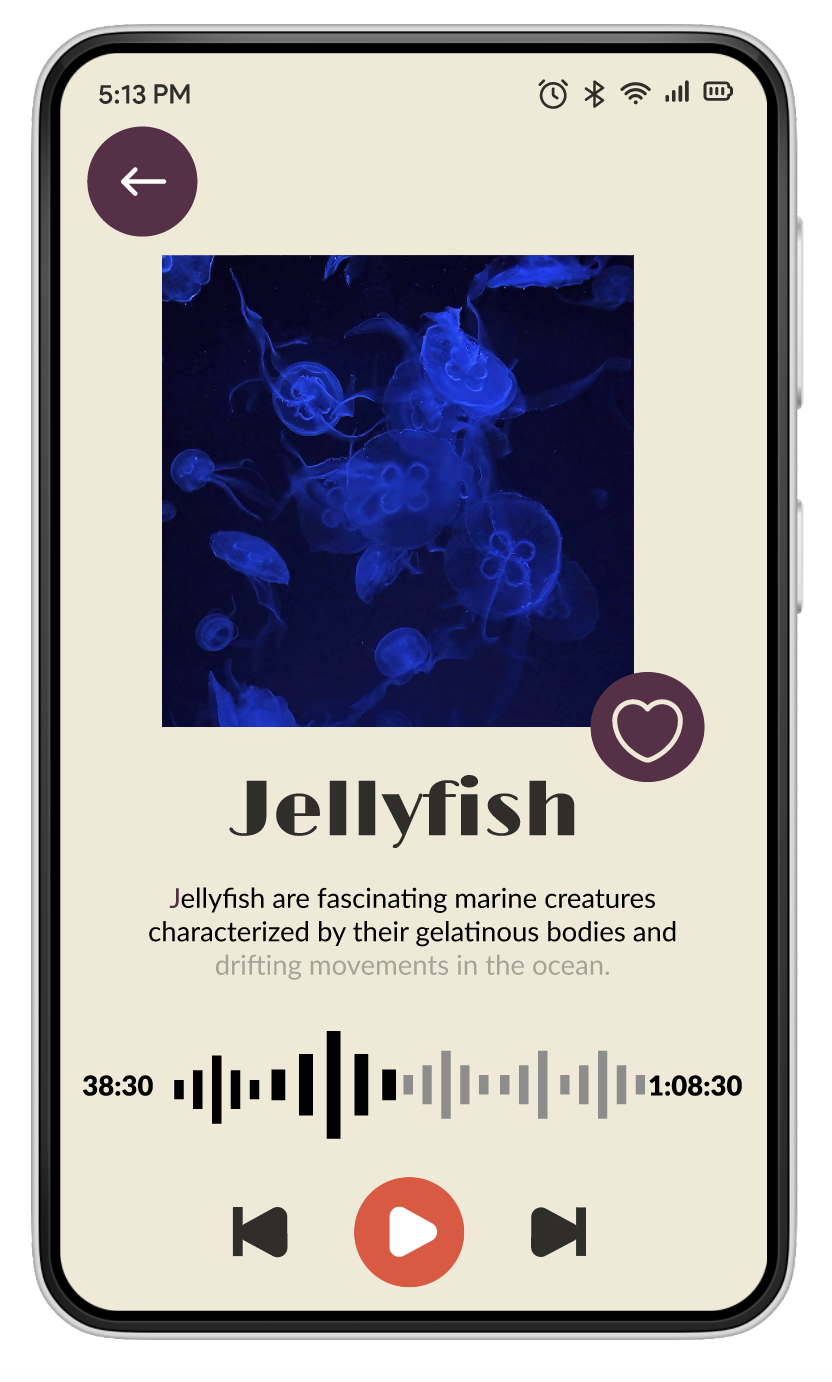 5:13 PM
Jellyfish
Jellyfish are fascinating marine creatures
characterized by their gelatinous bodies and
drifting movements in the ocean.
38:30
1:08:30